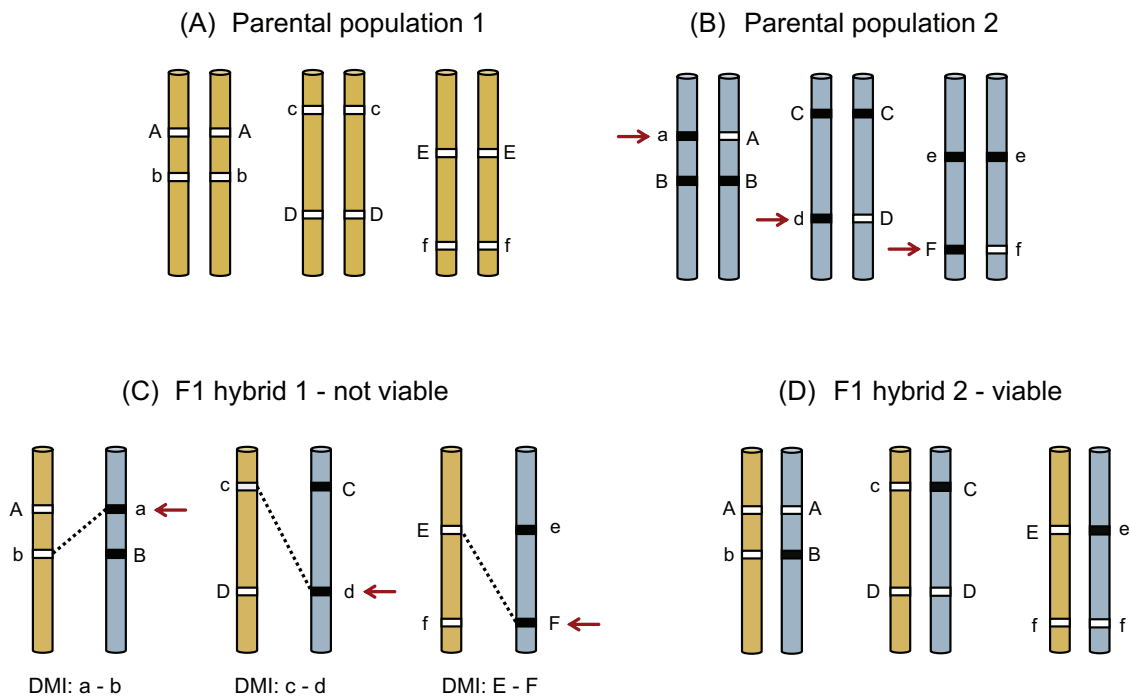 (A) Parental population 1
A A
b b
c c
D D
E E
f f
(B) Parental population 2
a A
B B
C C
d D
e e
F f
(C) F1 hybrid 1 - not viable
A a
b B
c C
D d
E e
f F
DMI: a - b
DMI: c - d
DMI: E - F
(D) F1 hybrid 2 - viable
A A
b B
c C
D D
E e
f f